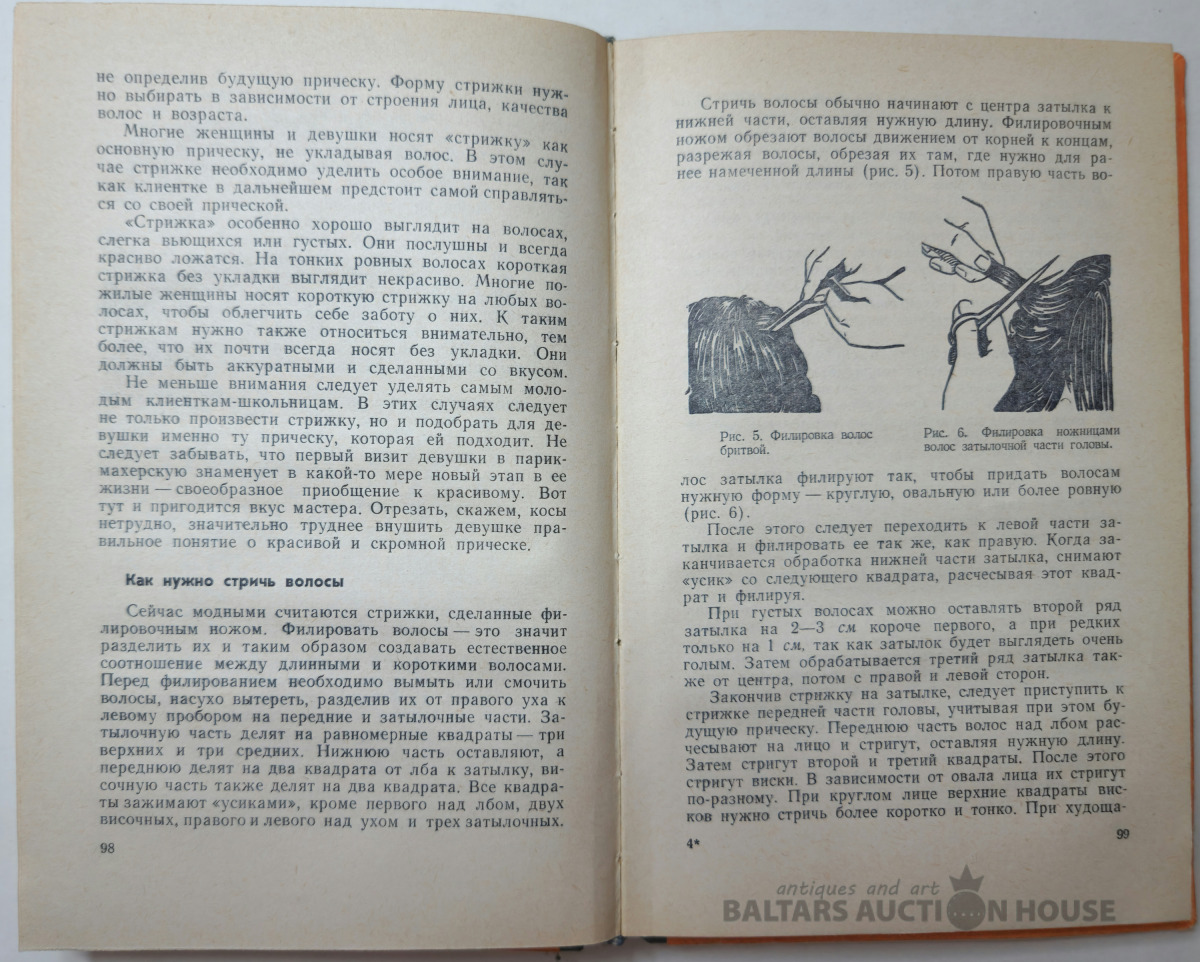 не определив будущую прическу. Форму стрижки нуж-
но выбирать в зависимости от строения лица, качества
волос и возраста.
Многие женщины и девушки носят «стрижку» как
основную прическу, не укладывая волос. В этом слу-
чае стрижке необходимо уделить особое внимание, так
как клиентке в дальнейшем предстоит самой справлять-
ся со своей прической.
«Стрижка» особенно хорошо выглядит на волосах,
слегка вьющихся или густых. Они послушны и всегда
красиво ложатся. На тонких ровных волосах короткая
стрижка без укладки выглядит некрасиво. Многие по-
жилые женщины носят короткую стрижку на любых во-
лосах, чтобы облегчить себе заботу о них. К таким
стрижкам нужно также относиться внимательно, тем
более, что их почти всегда носят без укладки. Они
должны быть аккуратными и сделанными со вкусом.
Не меньше внимания следует уделять самым моло-
дым клиенткам-школьницам. В этих случаях следует
не только произвести стрижку, но и подобрать для де-
вушки именно ту прическу, которая ей подходит. Не
следует забывать, что первый визит девушки в парик-
махерскую знаменует в какой-то мере новый этап в ее
жизни — своеобразное приобщение к красивому. Вот
тут и пригодится вкус мастера. Отрезать, скажем, косы
нетрудно, значительно труднее внушить девушке пра-
вильное понятие о красивой и скромной прическе.
Как нужно стричь волосы
Сейчас модными считаются стрижки, сделанные фи-
лировочным ножом. Филировать волосы — это значит
разделить их и таким образом создавать естественное
соотношение между длинными и короткими волосами.
Перед филированием необходимо вымыть или смочить
волосы, насухо вытереть, разделив их от правого уха к
левому пробором на передние и затылочные части. За-
тылочную часть делят на равномерные квадраты — три
верхних и три средних. Нижнюю часть оставляют, а
переднюю делят на два квадрата от лба к затылку, ви-
сочную часть также делят на два квадрата. Все квадра-
ты зажимают «усиками», кроме первого над лбом, двух
височных, правого и левого над ухом и трех затылочных.
98
Стричь волосы обычно начинают с центра затылка к
нижней части, оставляя нужную длину. Филировочным
ножом обрезают волосы движением от корней к концам,
разрежая волосы, обрезая их там, где нужно для ра-
нее намеченной длины (рис. 5). Потом правую часть во-
Рис. 5. Филировка волос
бритвой.
Рис. 6. Филировка ножницами
волос затылочной части головы.
лос затылка филируют так, чтобы придать волосам
нужную форму — круглую, овальную или более ровную
(рис. 6).
После этого следует переходить к левой части за-
тылка и филировать ее так же, как правую. Когда за-
канчивается обработка нижней части затылка, снимают
«усик» со следующего квадрата, расчесывая этот квад-
рат и филируя.
При густых волосах можно оставлять второй ряд
затылка на 2—3 см короче первого, а при редких
только на 1 см, так как затылок будет выглядеть очень
голым. Затем обрабатывается третий ряд затылка так-
же от центра, потом с правой и левой сторон.
Закончив стрижку на затылке, следует приступить к
стрижке передней части головы, учитывая при этом бу-
дущую прическу. Переднюю часть волос над лбом рас-
чесывают на лицо и стригут, оставляя нужную длину.
Затем стригут второй и третий квадраты. После этого
стригут виски. В зависимости от овала лица их стригут
по-разному. При круглом лице верхние квадраты вис-
ков нужно стричь более коротко и тонко. При худоща-
4*
99
antiques and art
BALTARS AUCTION HOUSE